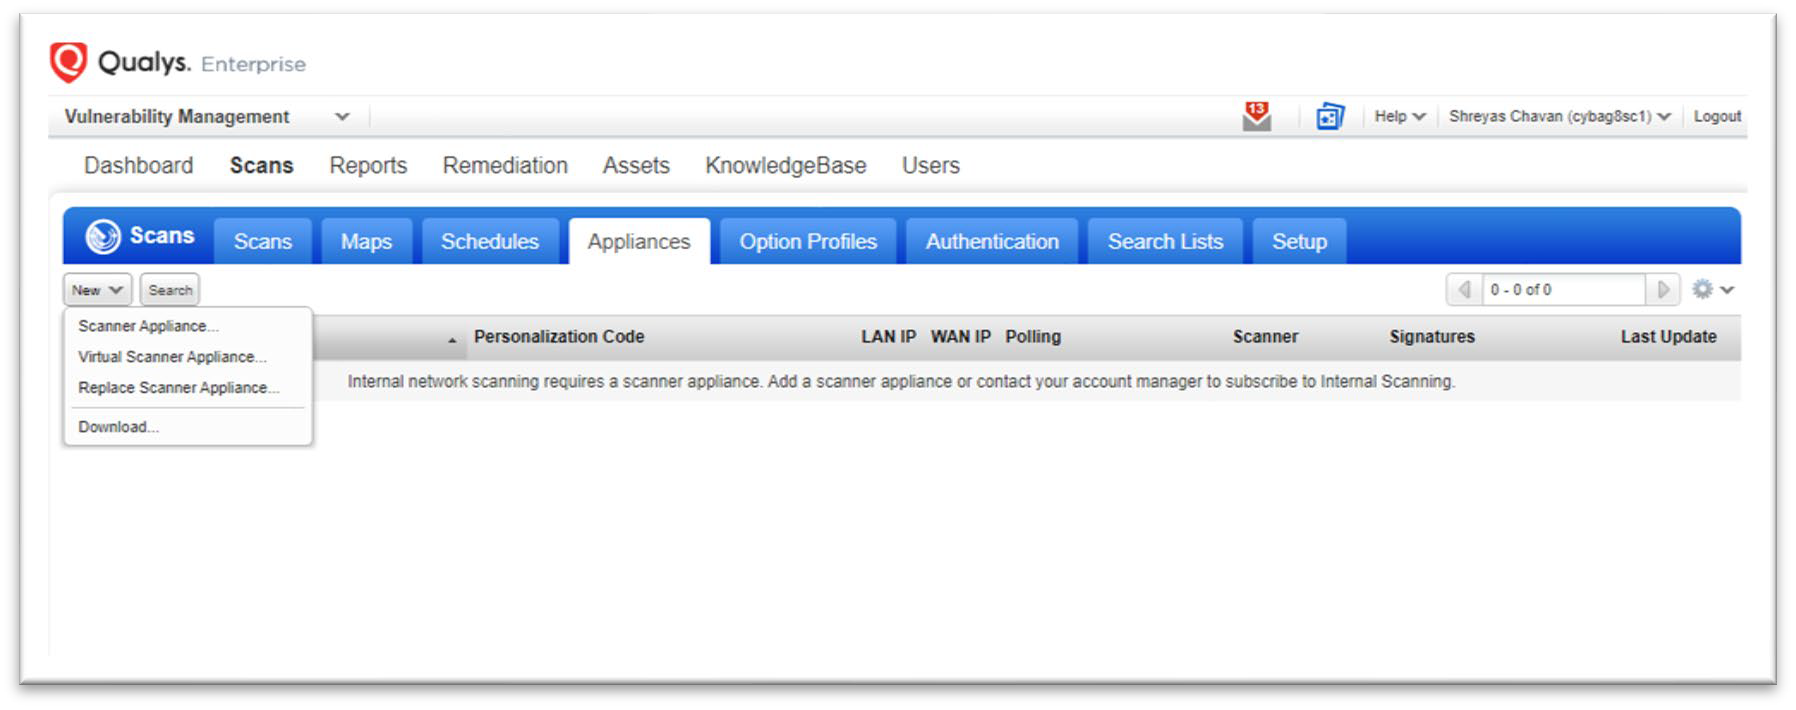 Qualys. Enterprise
Vulnerability Management
13
Help
Shreyas Chavan (cybag8sc1)
Logout
Dashboard Scans Reports Remediation Assets KnowledgeBase Users
Scans Scans Maps Schedules Appliances Option Profiles Authentication Search Lists Setup
New Search 0 - 0 of 0
Scanner Appliance...
Virtual Scanner Appliance...
Replace Scanner Appliance...
Download...
Personalization Code LAN IP WAN IP Polling Scanner Signatures Last Update
Internal network scanning requires a scanner appliance. Add a scanner appliance or contact your account manager to subscribe to Internal Scanning.